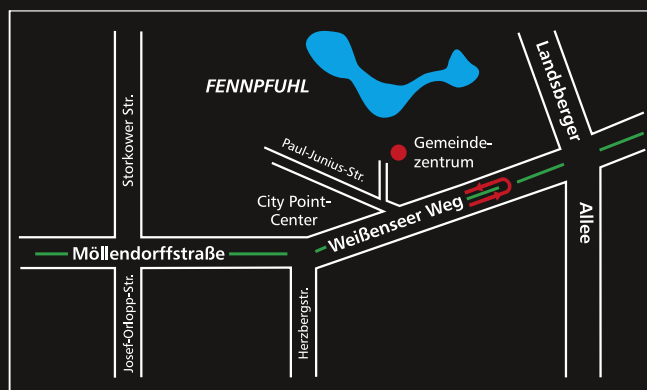 Storkower Str.
FENNPFUHL
Landsberger
Paul-Junius-Str.
Gemeinde-
zentrum
City Point-
Center
Weißenseer Weg
Allee
Möllendorffstraße
Josef-Orlopp-Str.
Herzbergstr.